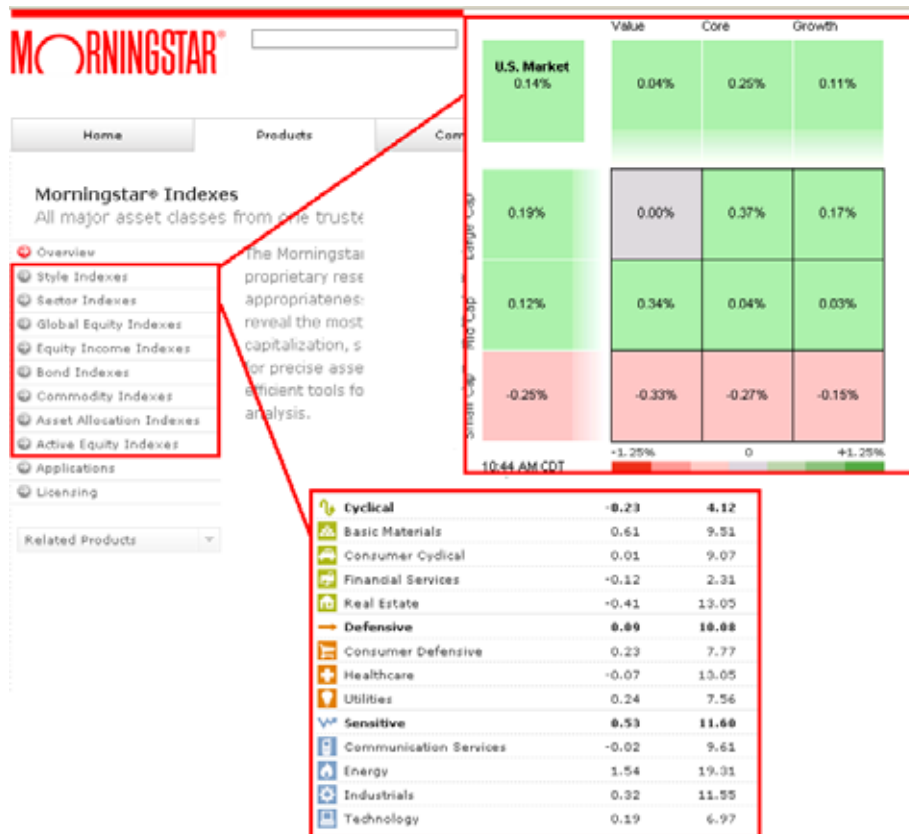 MORNINGSTAR®
Home Products Com
Morningstar® Indexes
All major asset classes from one truste
Overview
Style Indexes
Sector Indexes
Global Equity Indexes
Equity Income Indexes
Bond Indexes
Commodity Indexes
Asset Allocation Indexes
Active Equity Indexes
Applications
Licensing
Related Products
The Morningstar
proprietary rese
appropriateness
reveal the most
capitalization, s
for precise asse
efficient tools fo
analysis.
Value Core Growth
U.S. Market
0.14% 0.04% 0.25% 0.11%
Large Cap 0.19% 0.00% 0.37% 0.17%
Mid Cap 0.12% 0.34% 0.04% 0.03%
Small Cap -0.25% -0.33% -0.27% -0.15%
-1.25% 0 +1.25%
10:44 AM CDT
Cyclical -0.23 4.12
Basic Materials 0.61 9.51
Consumer Cyclical 0.01 9.07
Financial Services -0.12 2.31
Real Estate -0.41 13.05
Defensive 0.09 10.08
Consumer Defensive 0.23 7.77
Healthcare -0.07 13.05
Utilities 0.24 7.56
Sensitive 0.53 11.60
Communication Services -0.02 9.61
Energy 1.54 19.31
Industrials 0.32 11.55
Technology 0.19 6.97